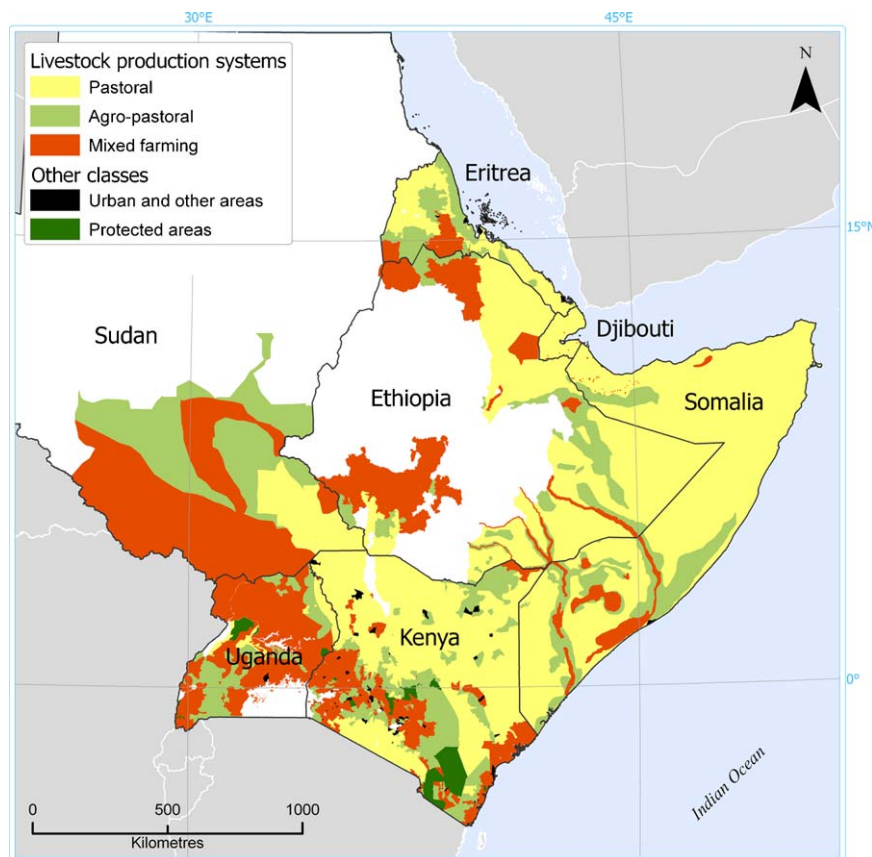 30°E
45°E
Livestock production systems
Pastoral
Agro-pastoral
Mixed farming
Other classes
Urban and other areas
Protected areas
N
Eritrea
15°N
Sudan
Djibouti
Ethiopia
Somalia
Kenya
Uganda
0°
Indian Ocean
0
500
1000
Kilometres